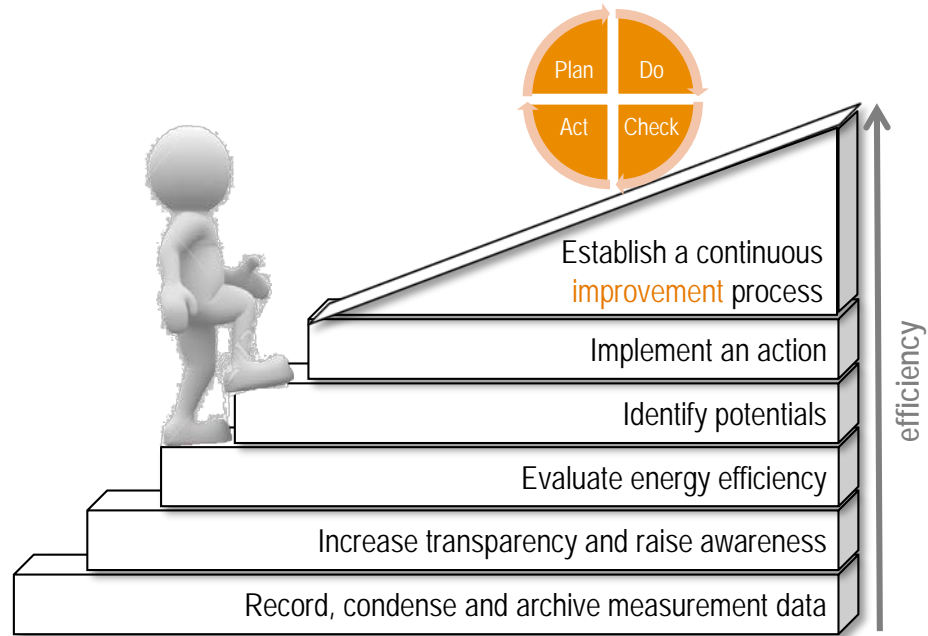 Plan Do
Act Check
Establish a continuous
improvement process
Implement an action
Identify potentials
Evaluate energy efficiency
Increase transparency and raise awareness
Record, condense and archive measurement data
efficiency